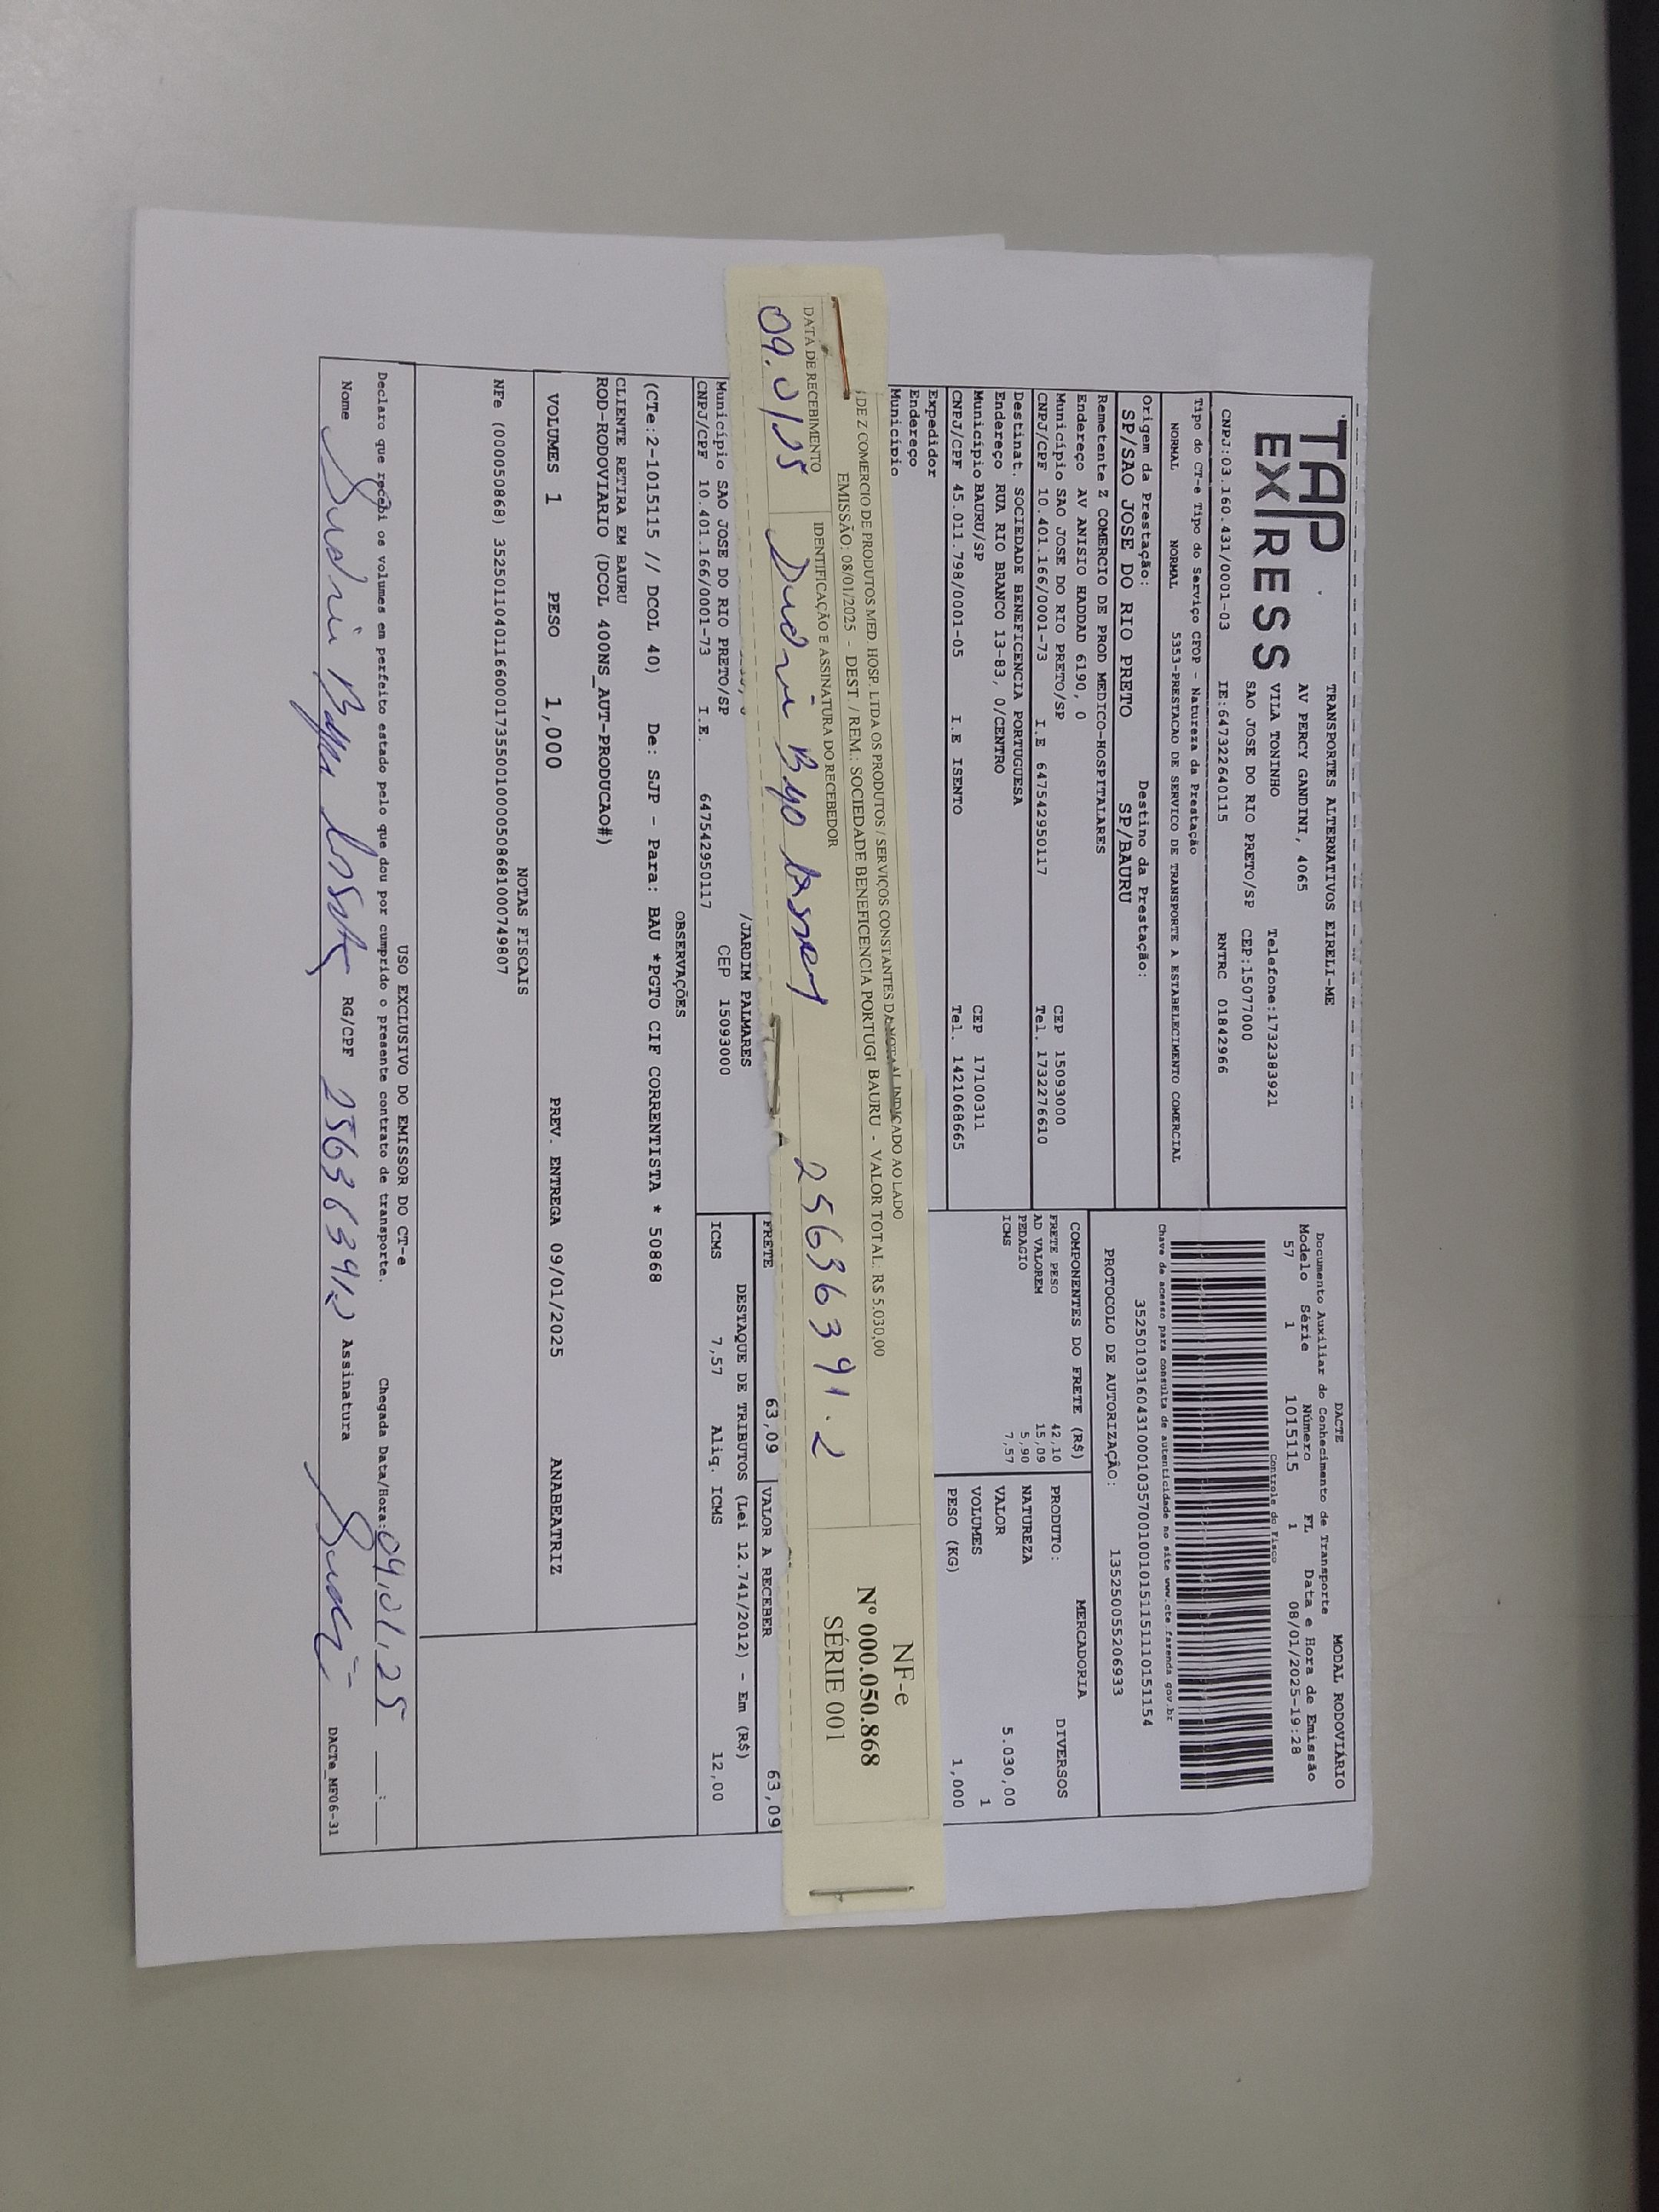 TAP
EXPRESS
TRANSPORTES ALTERNATIVOS EIRELI-ME
AV PERCY GANDINI, 4065
VILA TONINHO Telefone:1732383921
SAO JOSE DO RIO PRETO/SP CEP:15077000
CNPJ:03.160.431/0001-03 IE:647322640115 RNTRC 01842966
Tipo do CT-e Tipo do Serviço CFOP - Natureza da Prestação
NORMAL NORMAL 5353-PRESTACAO DE SERVICO DE TRANSPORTE A ESTABELECIMENTO COMERCIAL
Origem da Prestação: Destino da Prestação:
SP/SAO JOSE DO RIO PRETO SP/BAURU
DACTE MODAL RODOVIÁRIO
Documento Auxiliar do Conhecimento de Transporte
Modelo Série Número FL Data e Hora de Emissão
57 1 1015115 1 08/01/2025-19:28
Controle do Fisco
Chave de acesso para consulta de autenticidade no site www.cte.fazenda.gov.br
35250103160431000103570010010151151110151154
PROTOCOLO DE AUTORIZAÇÃO: 135250055206933
Remetente Z COMERCIO DE PROD MEDICO-HOSPITALARES
Endereço AV ANISIO HADDAD 6190, 0
Município SAO JOSE DO RIO PRETO/SP CEP 15093000
CNPJ/CPF 10.401.166/0001-73 I.E 647542950117 Tel. 1732276610
Destinat. SOCIEDADE BENEFICENCIA PORTUGUESA
Endereço RUA RIO BRANCO 13-83, 0/CENTRO
Município BAURU/SP CEP 17100311
CNPJ/CPF 45.011.798/0001-05 I.E ISENTO Tel. 1421068665
Expedidor
Endereço
Município
COMPONENTES DO FRETE (R$)
FRETE PESO 42,10
AD VALOREM 15,09
PEDAGIO 5,90
ICMS 7,57
MERCADORIA
PRODUTO: DIVERSOS
NATUREZA
VALOR 5.030,00
VOLUMES 1
PESO (KG) 1,000
DE Z COMERCIO DE PRODUTOS MED. HOSP. LTDA OS PRODUTOS / SERVIÇOS CONSTANTES DA INDICADO AO LADO
EMISSÃO: 08/01/2025 - DEST. / REM.: SOCIEDADE BENEFICENCIA PORTUGI BAURU - VALOR TOTAL: R$ 5.030,00
DATA DE RECEBIMENTO IDENTIFICAÇÃO E ASSINATURA DO RECEBEDOR
25636391.2
NF-e
Nº 000.050.868
SÉRIE 001
/JARDIM PALMARES
Município SAO JOSE DO RIO PRETO/SP CEP 15093000
CNPJ/CPF 10.401.166/0001-73 I.E. 647542950117
FRETE 63,09 VALOR A RECEBER 63,09
DESTAQUE DE TRIBUTOS (Lei 12.741/2012) - Em (R$)
ICMS 7,57 Aliq. ICMS 12,00
OBSERVAÇÕES
(CTe:2-1015115 // DCOL 40) De: SJP - Para: BAU *PGTO CIF CORRENTISTA * 50868
CLIENTE RETIRA EM BAURU
ROD-RODOVIARIO (DCOL 400NS_AUT-PRODUCAO#)
VOLUMES 1 PESO 1,000 PREV. ENTREGA 09/01/2025 ANABEATRIZ
NOTAS FISCAIS
NFe (000050868) 35250110401166000173550010000508681000749807
USO EXCLUSIVO DO EMISSOR DO CT-e
Declaro que recebi os volumes em perfeito estado pelo que dou por cumprido o presente contrato de transporte. Chegada Data/Hora: 09.01.25 __:__
Nome RG/CPF Assinatura DACTe_MF06-31